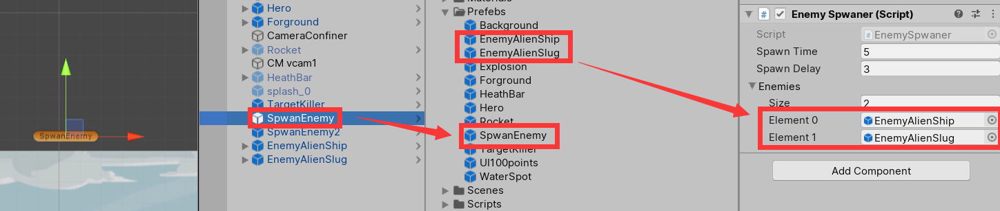 SpwanEnemy
Hero
Forground
CameraConfiner
Rocket
CM vcam1
HeathBar
splash_0
TargetKiller
SpwanEnemy
SpwanEnemy2
EnemyAlienShip
EnemyAlienSlug
Materials
Prefebs
Background
EnemyAlienShip
EnemyAlienSlug
Explosion
Forground
HeathBar
Hero
Rocket
SpwanEnemy
TargetKiller
UI100points
WaterSpot
Scenes
Scripts
# Enemy Spwaner (Script)
Script # EnemySpwaner
Spawn Time 5
Spawn Delay 3
Enemies
Size 2
Element 0 EnemyAlienShip
Element 1 EnemyAlienSlug
Add Component